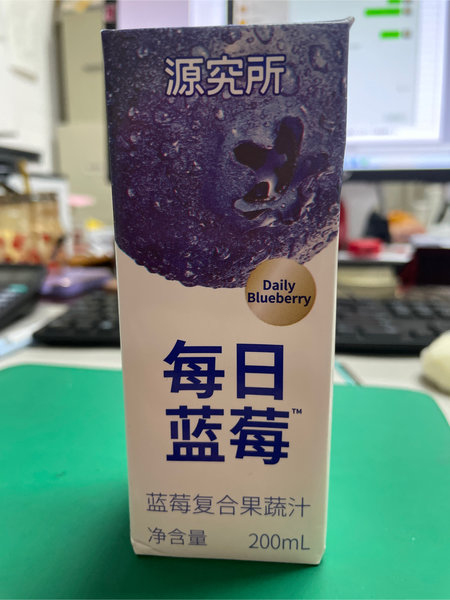 源究所
Daily
Blueberry
每日
蓝莓™
蓝莓复合果蔬汁
净含量 200mL